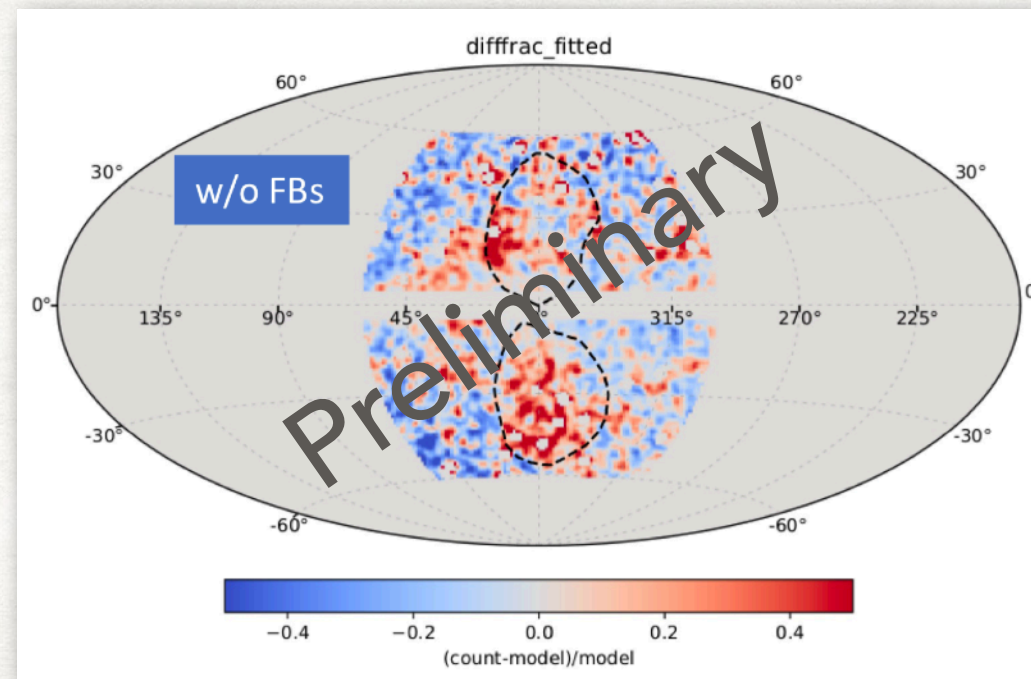 difffrac_fitted
60° 60°
30° 30°
w/o FBs
Preliminary
0° 135° 90° 45° 315° 270° 225°
-30° -30°
-60° -60°
−0.4 −0.2 0.0 0.2 0.4
(count-model)/model